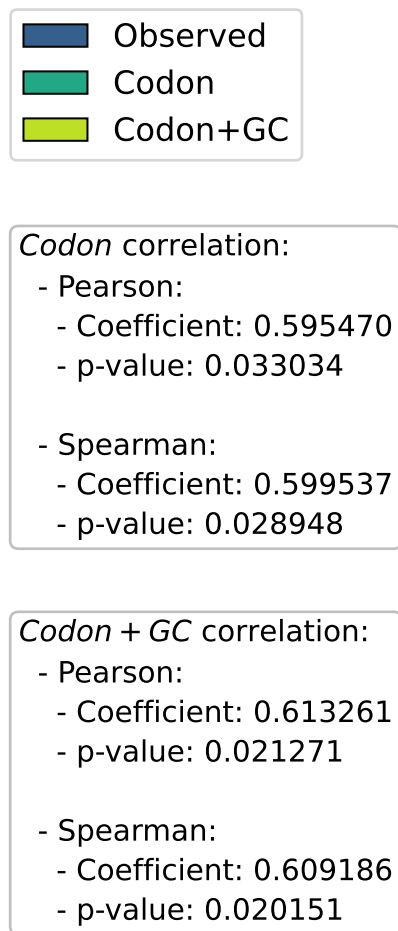 Observed
Codon
Codon+GC
Codon correlation:
- Pearson:
- Coefficient: 0.595470
- p-value: 0.033034
- Spearman:
- Coefficient: 0.599537
- p-value: 0.028948
Codon + GC correlation:
- Pearson:
- Coefficient: 0.613261
- p-value: 0.021271
- Spearman:
- Coefficient: 0.609186
- p-value: 0.020151